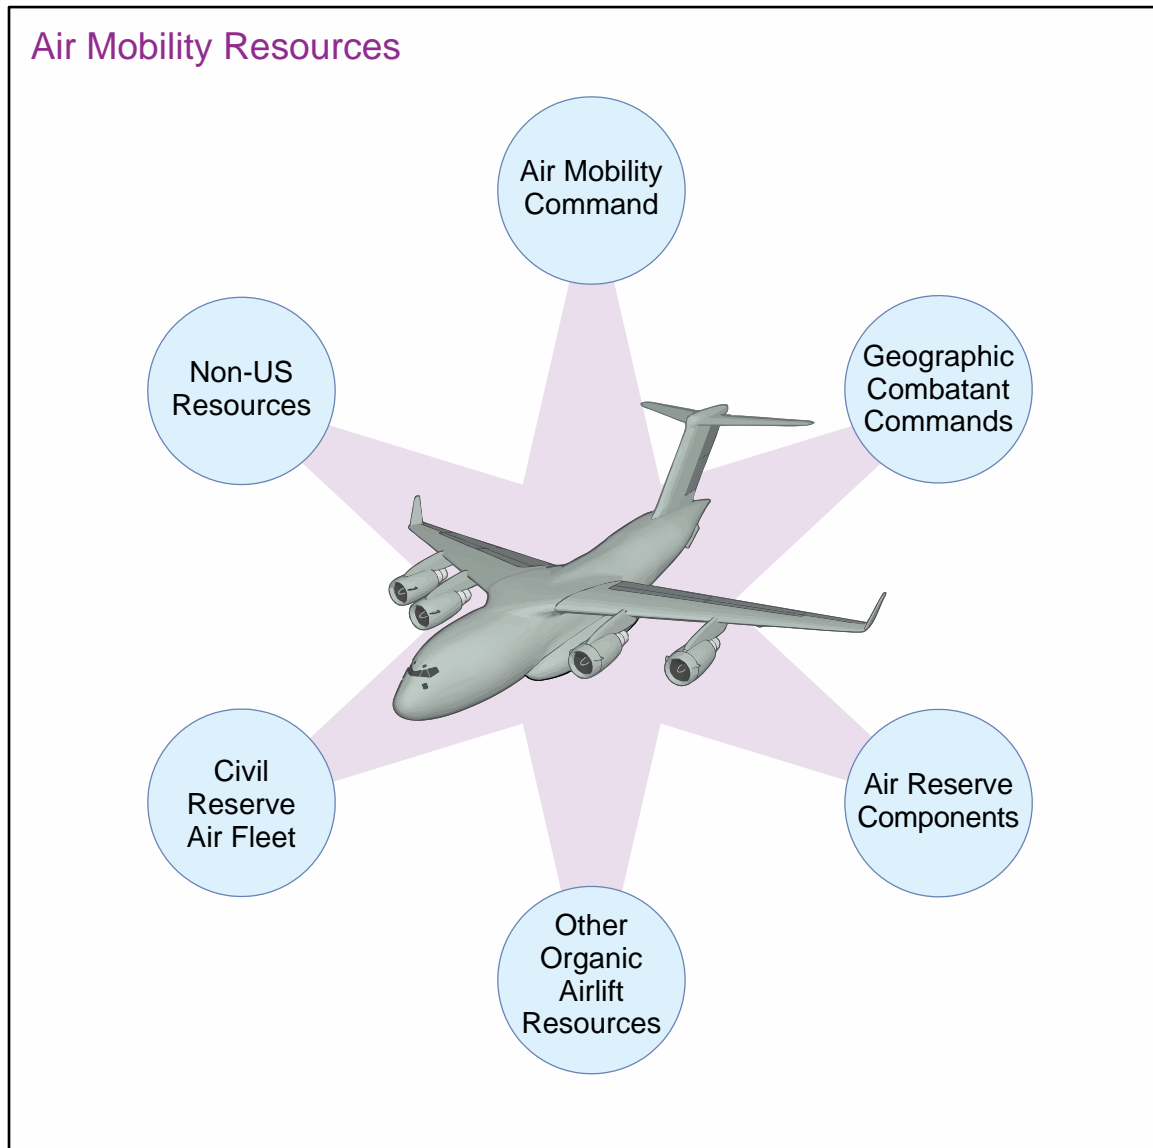 Air Mobility Resources
Air Mobility
Command
Non-US
Resources
Geographic
Combatant
Commands
Civil
Reserve
Air Fleet
Air Reserve
Components
Other
Organic
Airlift
Resources